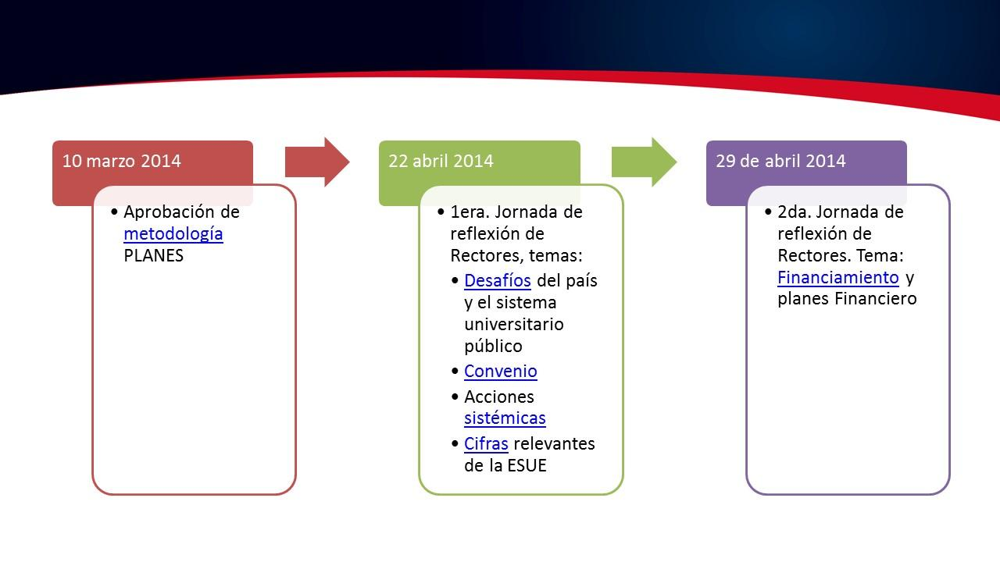 10 marzo 2014
• Aprobación de
metodología
PLANES
22 abril 2014
• 1era. Jornada de
reflexión de
Rectores, temas:
• Desafíos del país
y el sistema
universitario
público
• Convenio
• Acciones
sistémicas
• Cifras relevantes
de la ESUE
29 de abril 2014
• 2da. Jornada de
reflexión de
Rectores. Tema:
Financiamiento y
planes Financiero